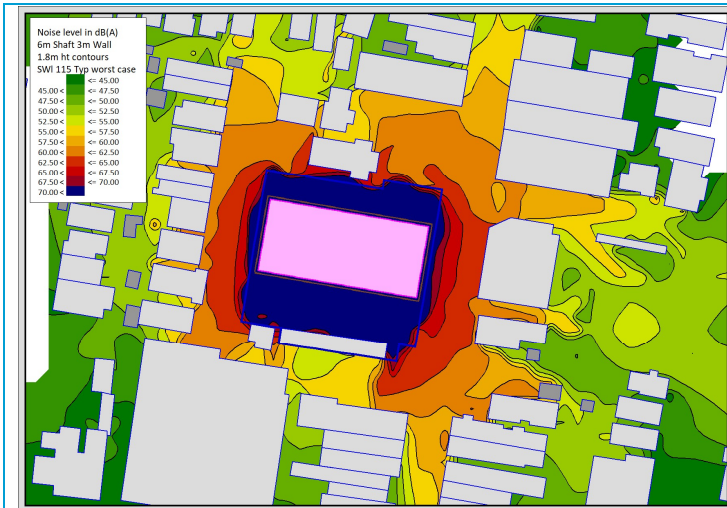 Noise level in dB(A)
6m Shaft 3m Wall
1.8m ht contours
SWL 115 Typ worst case
<= 45.00
45.00 < <= 47.50
47.50 < <= 50.00
50.00 < <= 52.50
52.50 < <= 55.00
55.00 < <= 57.50
57.50 < <= 60.00
60.00 < <= 62.50
62.50 < <= 65.00
65.00 < <= 67.50
67.50 < <= 70.00
70.00 <